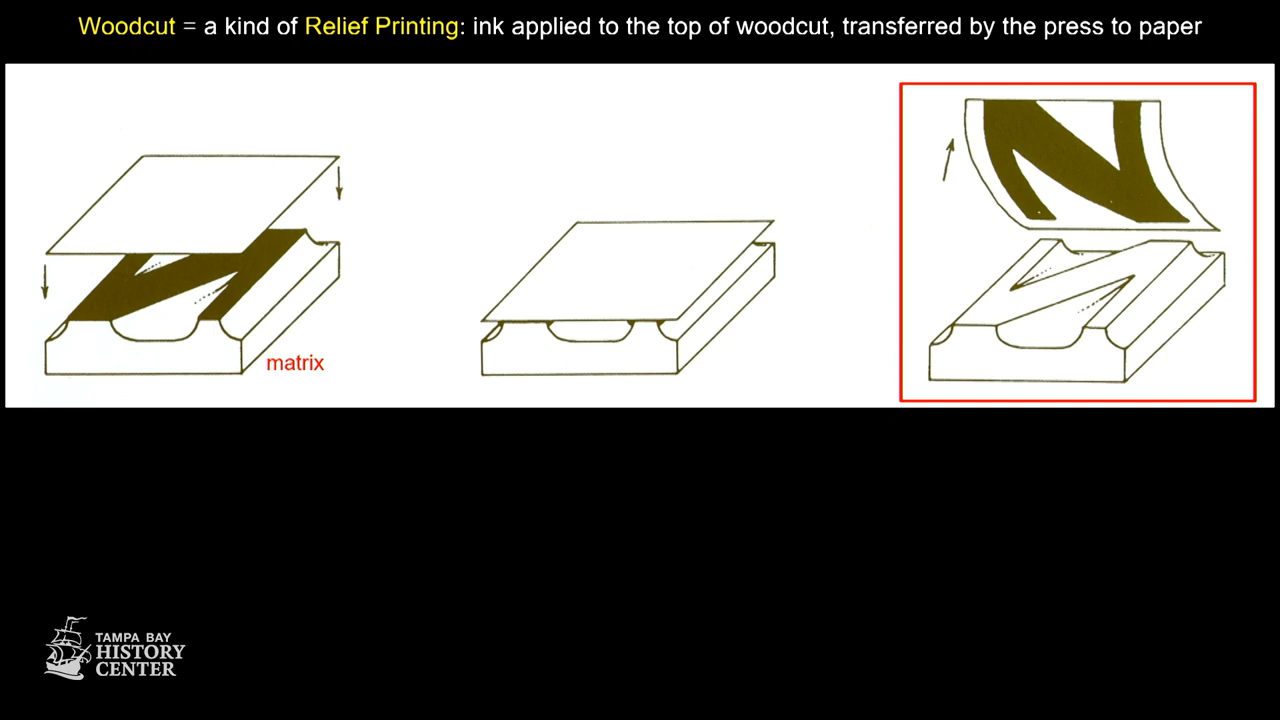 Woodcut = a kind of Relief Printing: ink applied to the top of woodcut, transferred by the press to paper
matrix
TAMPA BAY
HISTORY
CENTER